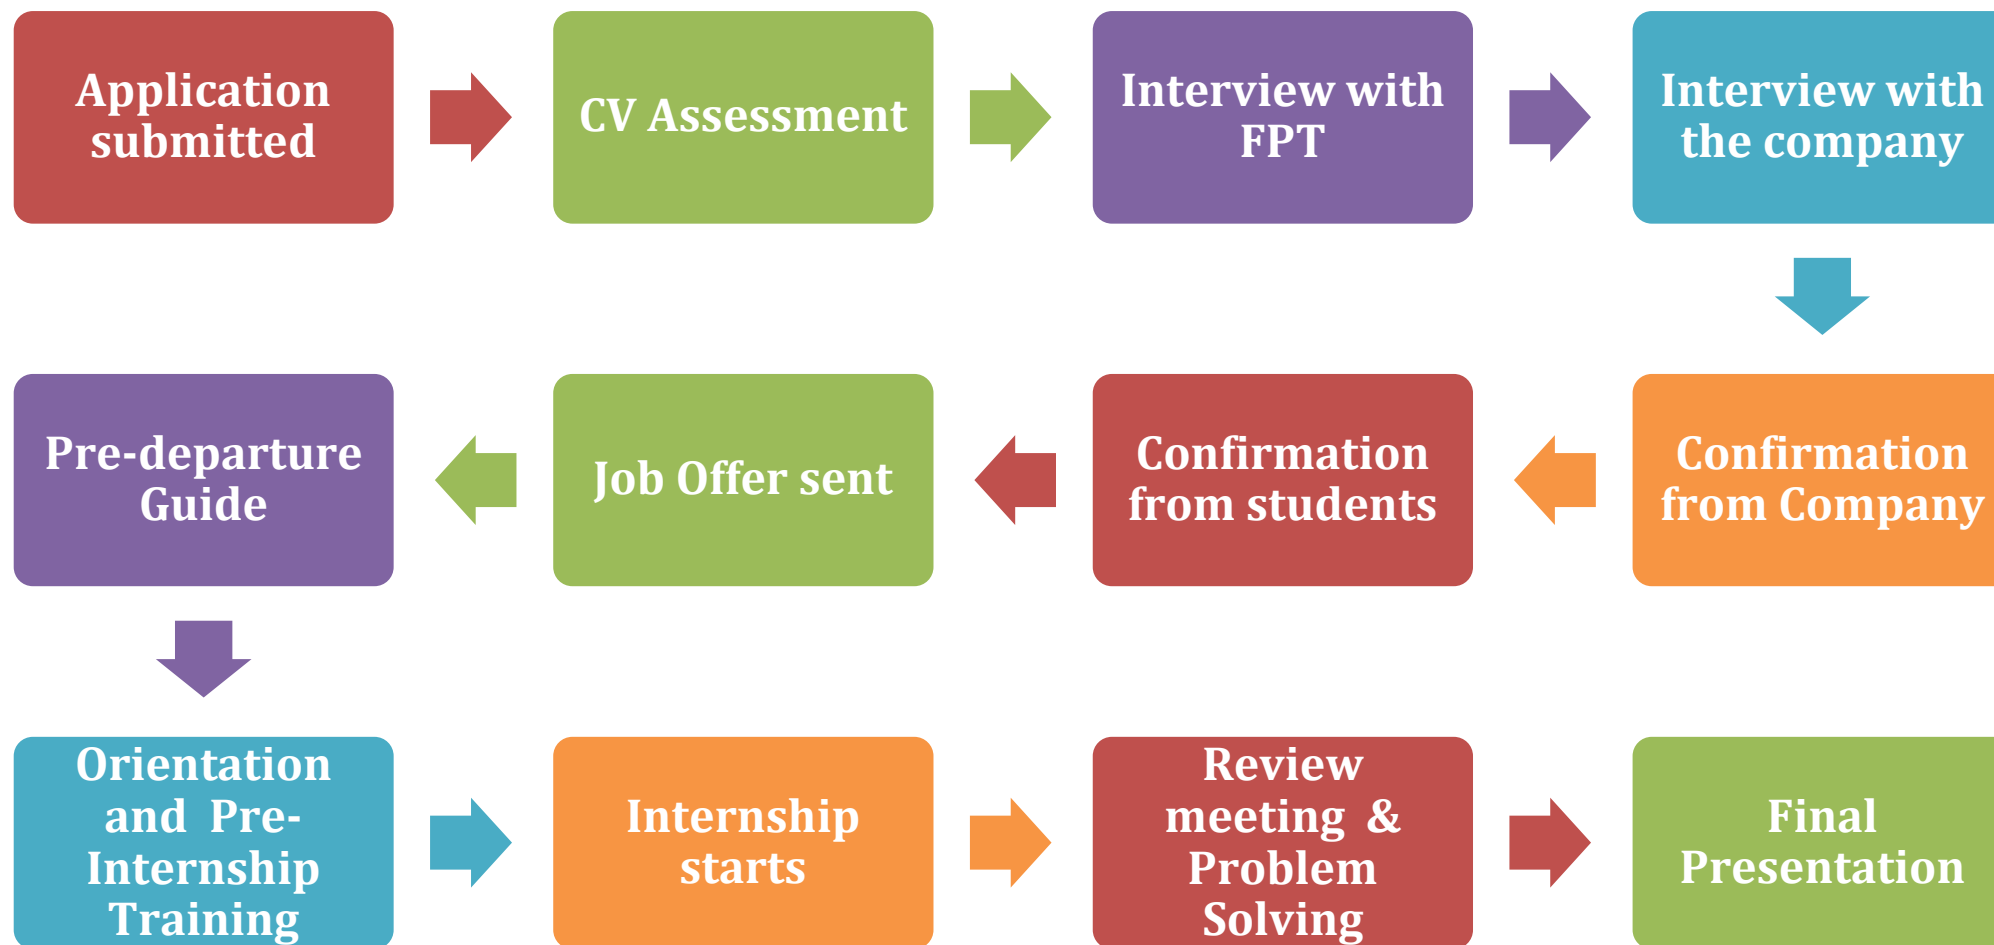 Application
submitted
CV Assessment
Interview with
FPT
Interview with
the company
Confirmation
from Company
Confirmation
from students
Job Offer sent
Pre-departure
Guide
Orientation
and  Pre-
Internship
Training
Internship
starts
Review
meeting  &
Problem
Solving
Final
Presentation